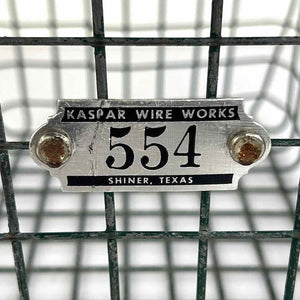 KASPAR WIRE WORKS
554
SHINER, TEXAS